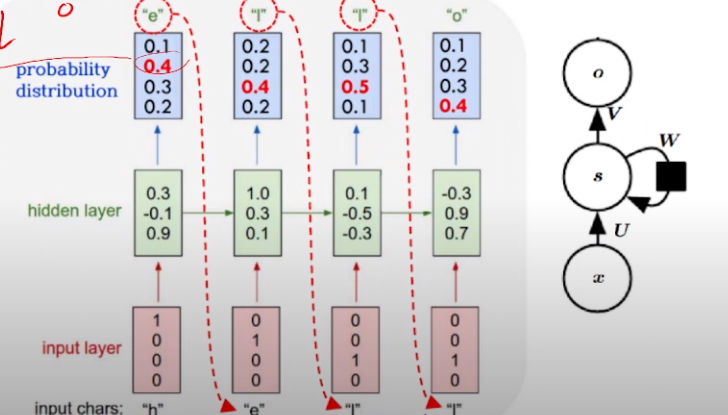 o
"e" "l" "l" "o"
probability distribution
0.1 0.2 0.1 0.1
0.4 0.2 0.3 0.2
0.3 0.4 0.5 0.3
0.2 0.2 0.1 0.4
hidden layer
0.3 1.0 0.1 -0.3
-0.1 0.3 -0.5 0.9
0.9 0.1 -0.3 0.7
input layer
1 0 0 0
0 1 0 0
0 0 1 1
0 0 0 0
input chars: "h" "e" "l" "l"
o
V
W
s
U
x